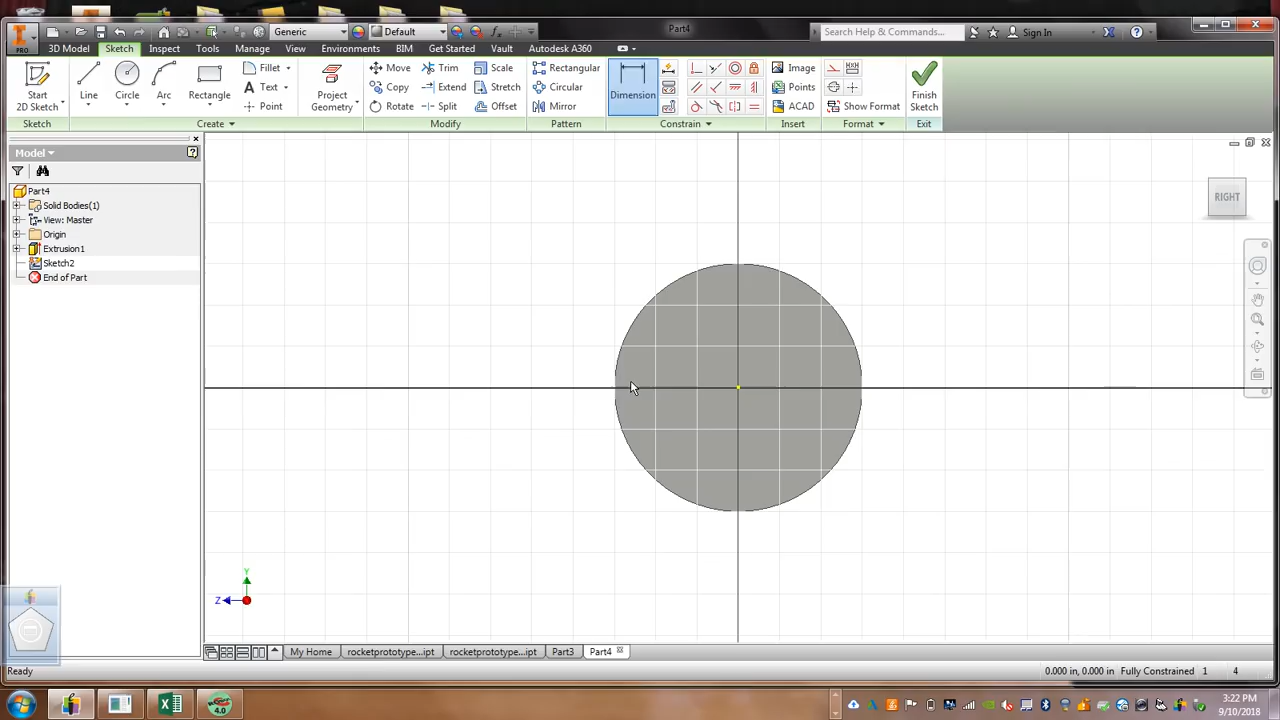 Part4
Generic
Default
Search Help & Commands...
Sign In
PRO
3D Model
Sketch
Inspect
Tools
Manage
View
Environments
BIM
Get Started
Vault
Autodesk A360
Start
2D Sketch
Line
Circle
Arc
Rectangle
Fillet
Text
Point
Project
Geometry
Move
Copy
Rotate
Trim
Extend
Split
Scale
Stretch
Offset
Rectangular
Circular
Mirror
Dimension
Image
Points
ACAD
Show Format
Finish
Sketch
Sketch
Create
Modify
Pattern
Constrain
Insert
Format
Exit
Model
Part4
Solid Bodies(1)
View: Master
Origin
Extrusion1
Sketch2
End of Part
RIGHT
Y
Z
My Home
rocketprototype...ipt
rocketprototype...ipt
Part3
Part4
Ready
0.000 in, 0.000 in
Fully Constrained
1
4
4.0
3:22 PM
9/10/2018